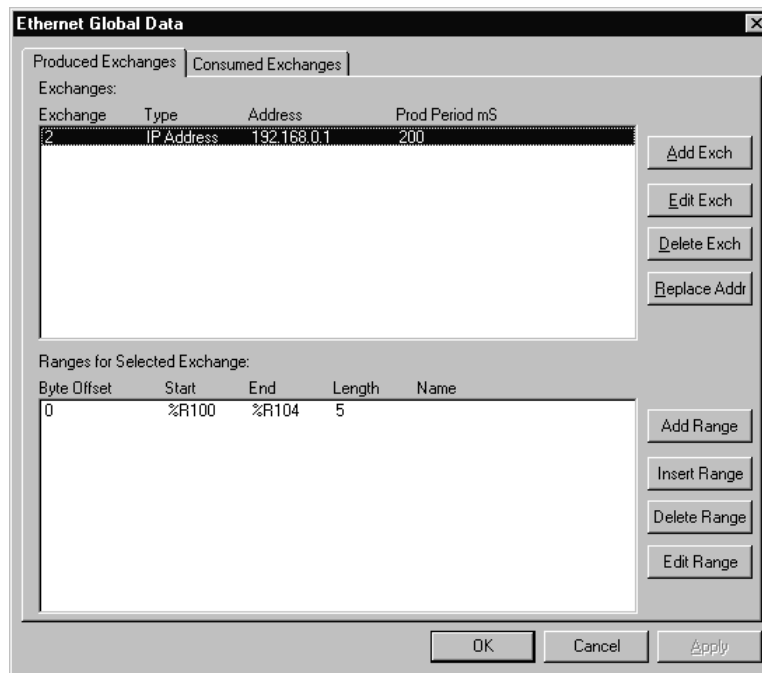 Ethernet Global Data
Produced Exchanges Consumed Exchanges
Exchanges:
Exchange Type Address Prod Period mS
2 IP Address 192.168.0.1 200
Add Exch
Edit Exch
Delete Exch
Replace Addr
Ranges for Selected Exchange:
Byte Offset Start End Length Name
0 %R100 %R104 5
Add Range
Insert Range
Delete Range
Edit Range
OK Cancel Apply